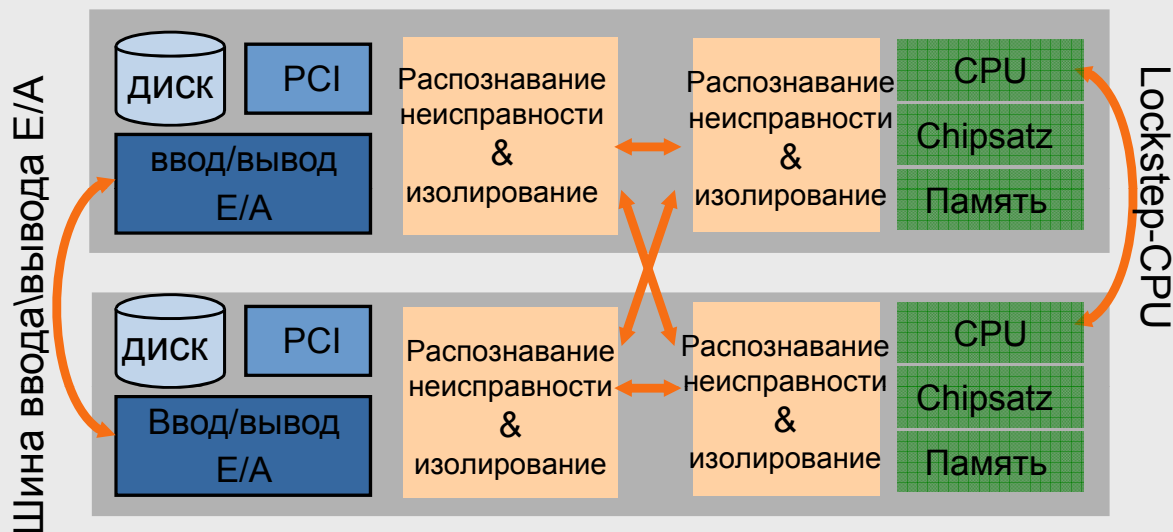 Шина ввода\вывода E/A
диск
PCI
ввод/вывод
E/A
Распознавание
неисправности
&
изолирование
Распознавание
неисправности
&
изолирование
CPU
Chipsatz
Память
Lockstep-CPU
диск
PCI
Ввод/вывод
E/A
Распознавание
неисправности
&
изолирование
Распознавание
неисправности
&
изолирование
CPU
Chipsatz
Память